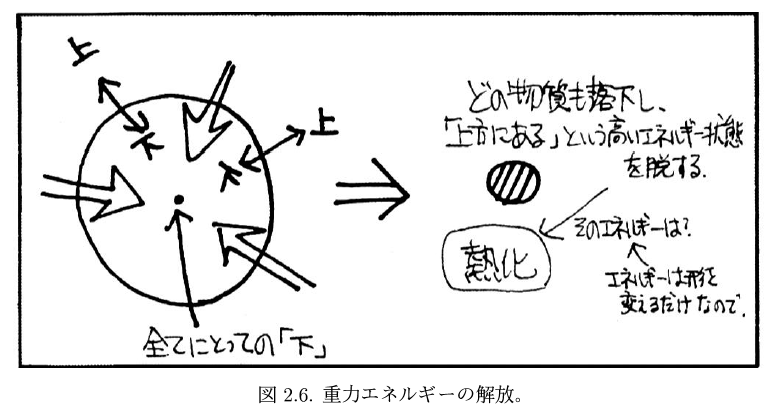 上
下
上
下
全てにとっての「下」
どの物質も落下し、
「上方にある」という高いエネルギー状態
を脱する.
そのエネルギーは?
熱化
エネルギーは形を
変えるだけなので.
図 2.6. 重力エネルギーの解放。